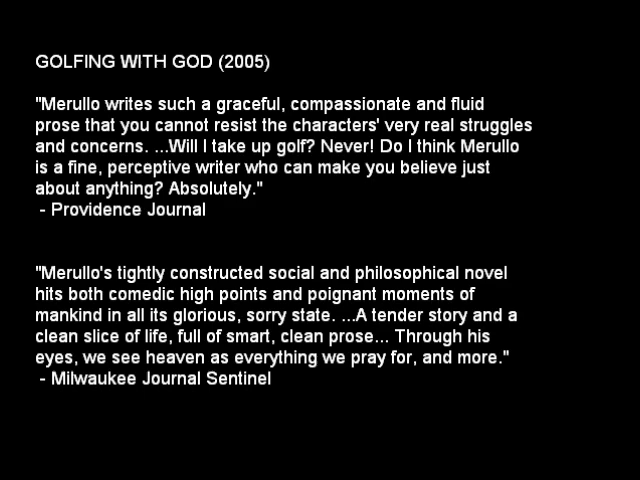 GOLFING WITH GOD (2005)
"Merullo writes such a graceful, compassionate and fluid
prose that you cannot resist the characters' very real struggles
and concerns. ...Will I take up golf? Never! Do I think Merullo
is a fine, perceptive writer who can make you believe just
about anything? Absolutely."
- Providence Journal
"Merullo's tightly constructed social and philosophical novel
hits both comedic high points and poignant moments of
mankind in all its glorious, sorry state. ...A tender story and a
clean slice of life, full of smart, clean prose... Through his
eyes, we see heaven as everything we pray for, and more."
- Milwaukee Journal Sentinel